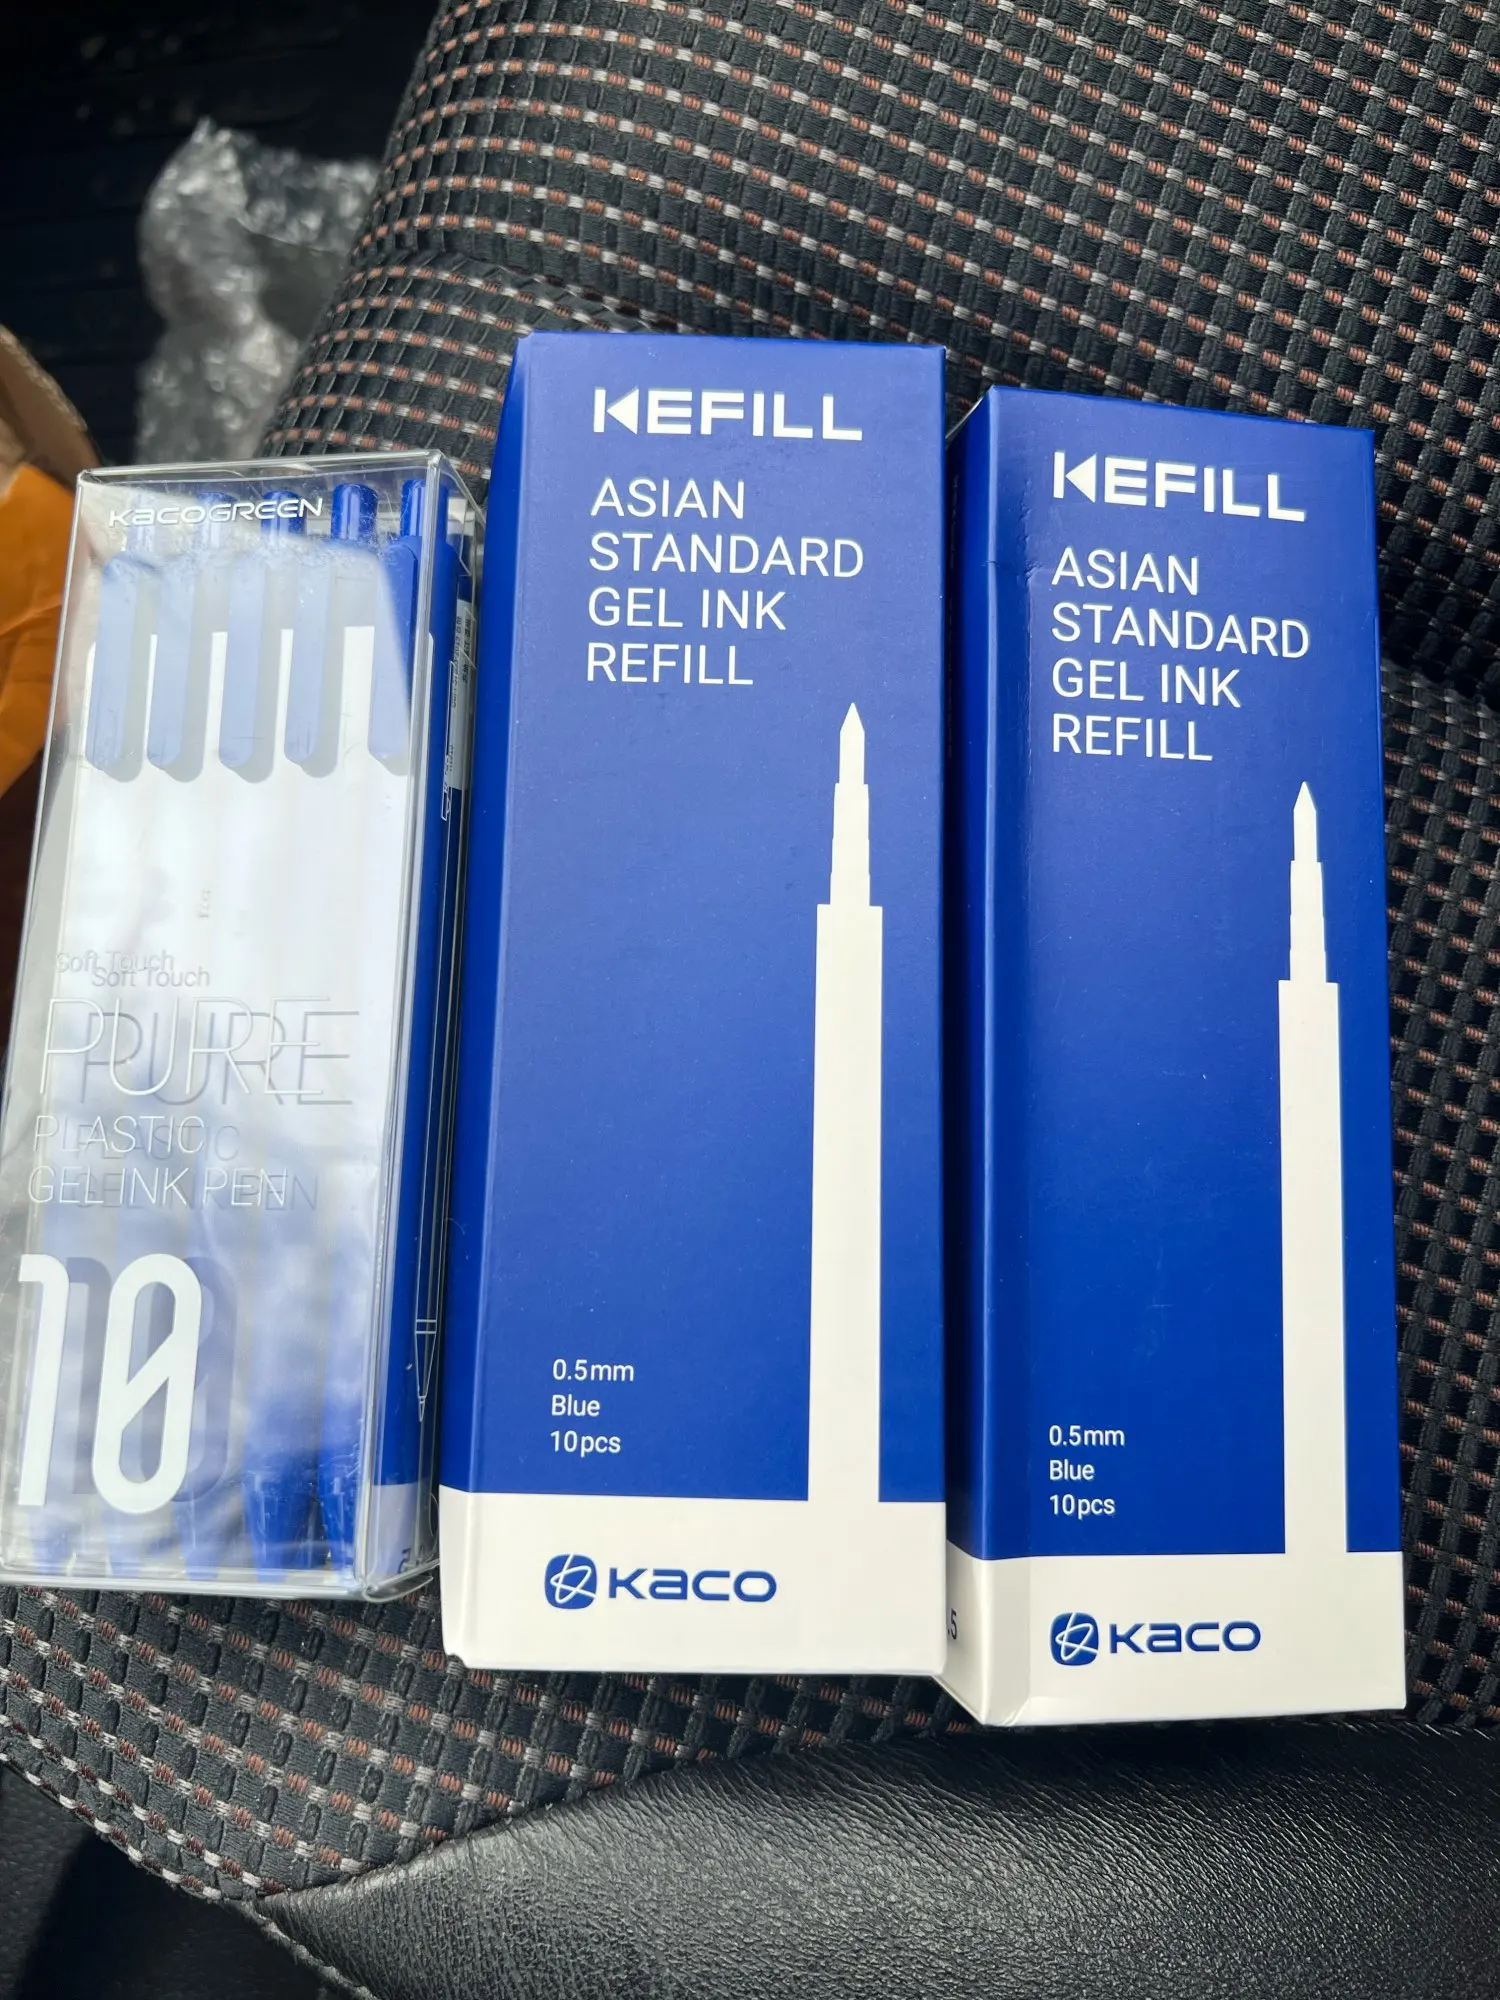 KACOGREEN
Soft Touch
PURE
PLASTIC
GEL INK PEN
10
KEFILL
ASIAN
STANDARD
GEL INK
REFILL
0.5mm
Blue
10pcs
KACO
KEFILL
ASIAN
STANDARD
GEL INK
REFILL
0.5mm
Blue
10pcs
.5
KACO